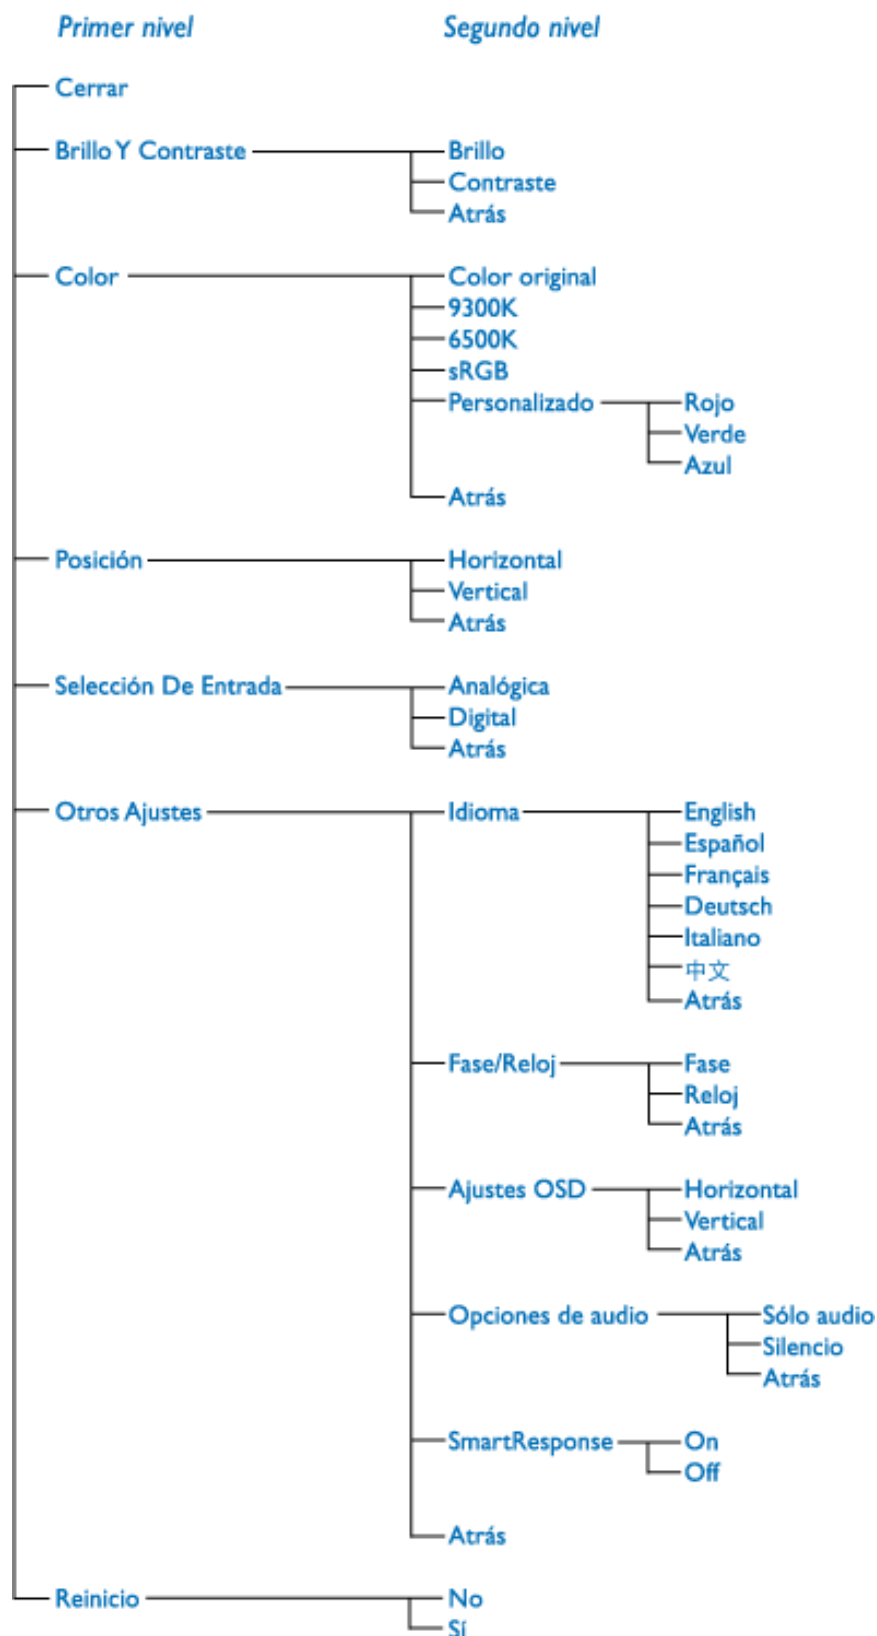 Primer nivel Segundo nivel
Cerrar
Brillo Y Contraste Brillo
Contraste
Atrás
Color Color original
9300K
6500K
sRGB
Personalizado Rojo
Verde
Azul
Atrás
Posición Horizontal
Vertical
Atrás
Selección De Entrada Analógica
Digital
Atrás
Otros Ajustes Idioma English
Español
Français
Deutsch
Italiano
中文
Atrás
Fase/Reloj Fase
Reloj
Atrás
Ajustes OSD Horizontal
Vertical
Atrás
Opciones de audio Sólo audio
Silencio
Atrás
SmartResponse On
Off
Atrás
Reinicio No
Sí